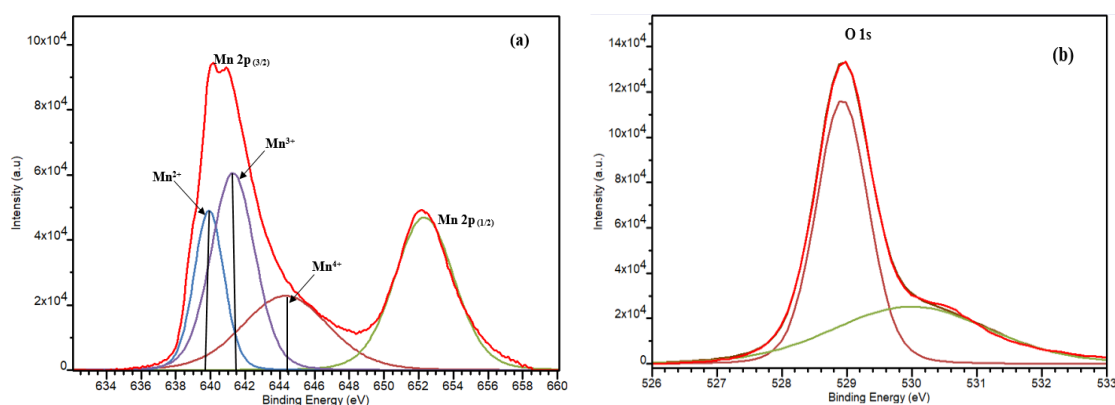 (a)
Mn 2p (3/2)
Mn³⁺
Mn²⁺
Mn 2p (1/2)
Mn⁴⁺
10x10⁴
8x10⁴
6x10⁴
4x10⁴
2x10⁴
0
Intensity (a.u)
634 636 638 640 642 644 646 648 650 652 654 656 658 660
Binding Energy (eV)
O 1s
(b)
14x10⁴
12x10⁴
10x10⁴
8x10⁴
6x10⁴
4x10⁴
2x10⁴
0
Intensity (a.u.)
526 527 528 529 530 531 532 533
Binding Energy (eV)